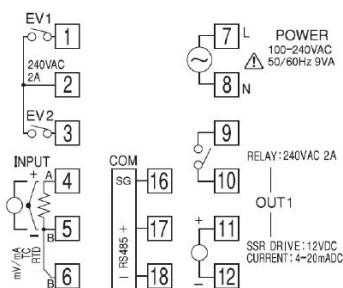 EV1
1
240VAC
2A
2
EV2
3
INPUT
+
A
4
B
5
−
B
6
mV/mA
TC
RTD
COM
SG
16
RS485 +
17
−
18
7
L
8
N
POWER
100-240VAC
50/60Hz 9VA
9
10
RELAY:240VAC 2A
OUT1
+
11
−
12
SSR DRIVE:12VDC
CURRENT:4-20mADC